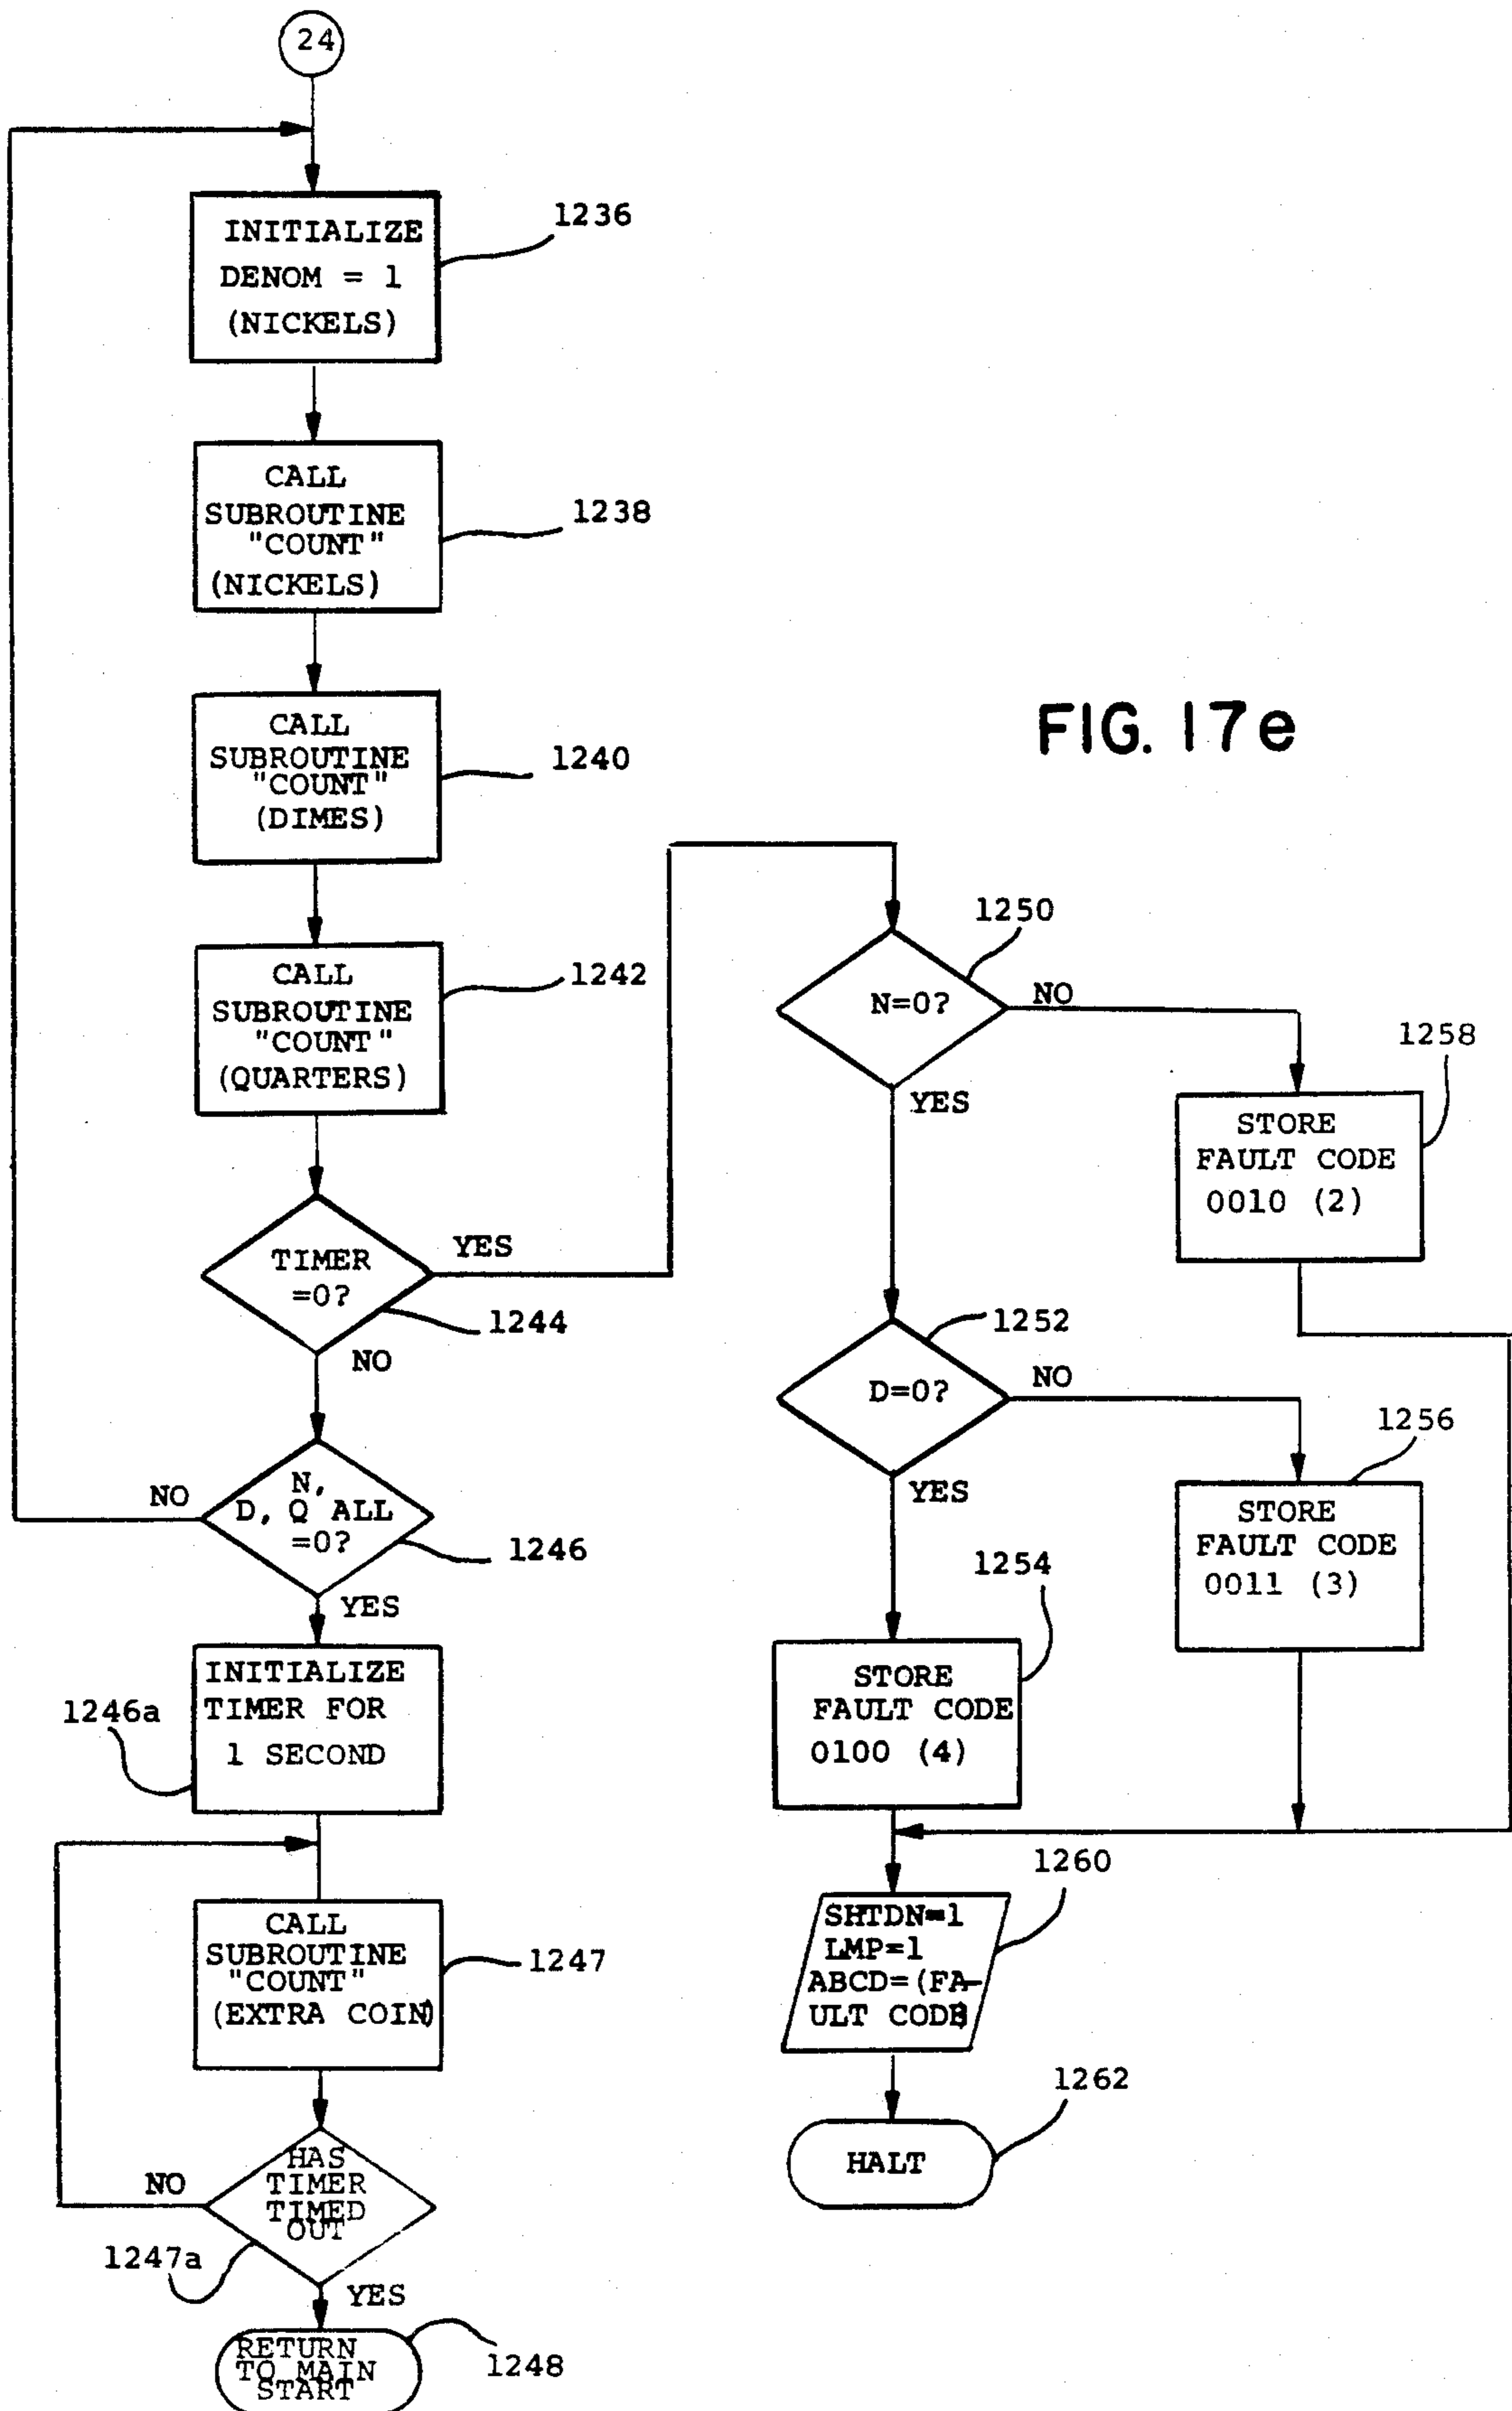 24
INITIALIZE
DENOM = 1
(NICKELS)
1236
CALL
SUBROUTINE
"COUNT"
(NICKELS)
1238
CALL
SUBROUTINE
"COUNT"
(DIMES)
1240
FIG. 17e
CALL
SUBROUTINE
"COUNT"
(QUARTERS)
1242
TIMER
=0?
YES
1244
NO
N,
D, Q ALL
=0?
NO
1246
YES
INITIALIZE
TIMER FOR
1 SECOND
1246a
CALL
SUBROUTINE
"COUNT"
(EXTRA COIN)
1247
HAS
TIMER
TIMED
OUT
NO
1247a
YES
RETURN
TO MAIN
START
1248
1250
N=0?
NO
YES
1258
STORE
FAULT CODE
0010 (2)
1252
D=0?
NO
YES
1256
STORE
FAULT CODE
0011 (3)
1254
STORE
FAULT CODE
0100 (4)
1260
SHTDN=1
LMP=1
ABCD=(FA-
ULT CODE)
1262
HALT